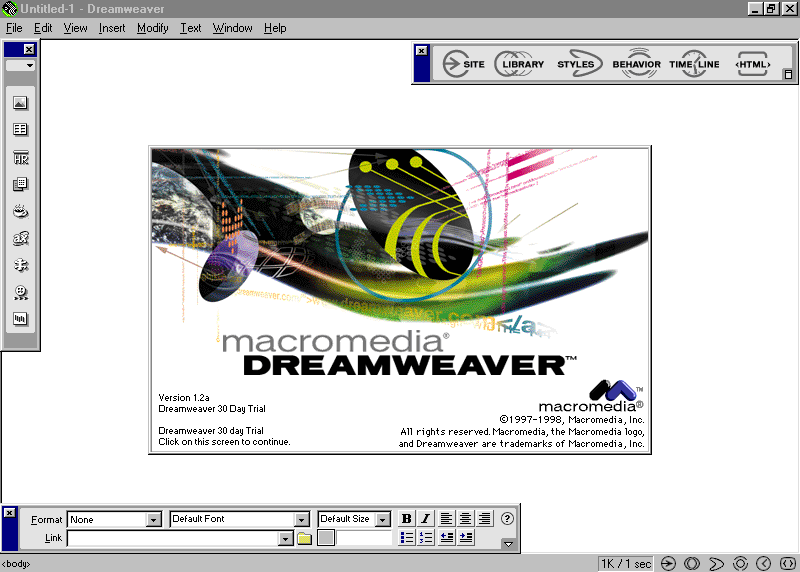 Untitled-1 - Dreamweaver
File Edit View Insert Modify Text Window Help
SITE LIBRARY STYLES BEHAVIOR TIME LINE <HTML>
HR
dreamweaver.com
macromedia®
DREAMWEAVER™
Version 1.2a
Dreamweaver 30 Day Trial
Dreamweaver 30 day Trial
Click on this screen to continue.
™
macromedia®
©1997-1998, Macromedia, Inc.
All rights reserved. Macromedia, the Macromedia logo,
and Dreamweaver are trademarks of Macromedia, Inc.
Format None Default Font Default Size B I ?
Link
<body> 1K / 1 sec